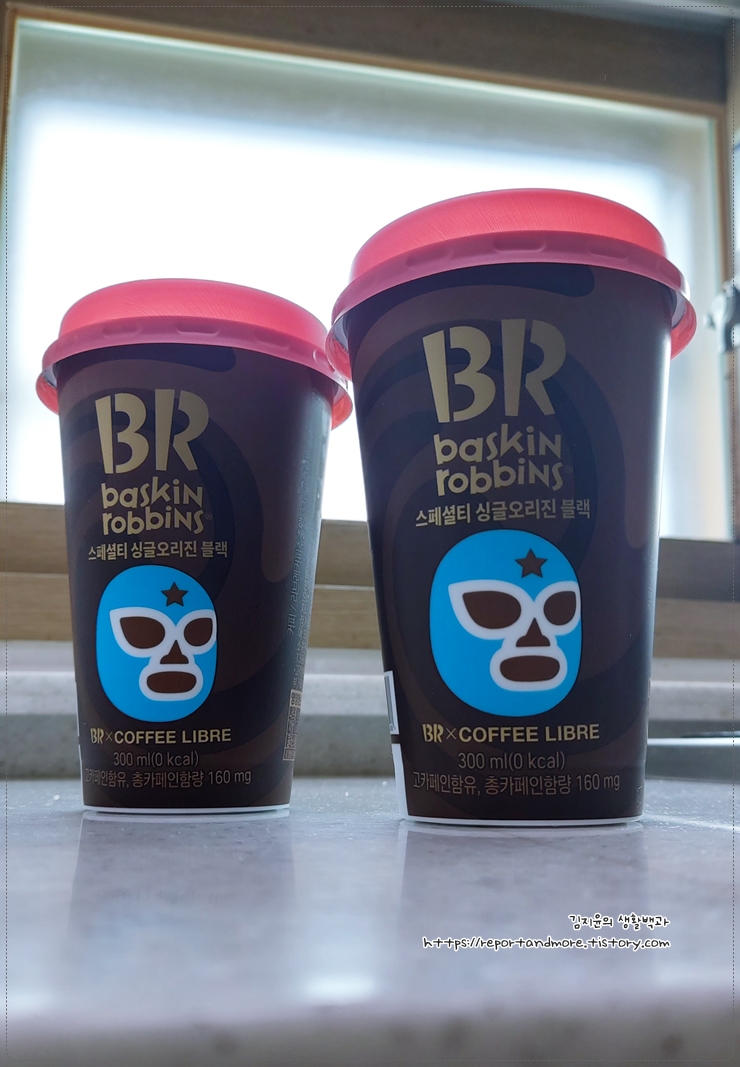 BR
baskin
robbins
스페셜티 싱글오리진 블랙
BR×COFFEE LIBRE
300 ml(0 kcal)
고카페인함유, 총카페인함량 160 mg
BR
baskin
robbins
스페셜티 싱글오리진 블랙
BR×COFFEE LIBRE
300 ml(0 kcal)
고카페인함유, 총카페인함량 160 mg
김지윤의 생활백과
https://reportandmore.tistory.com